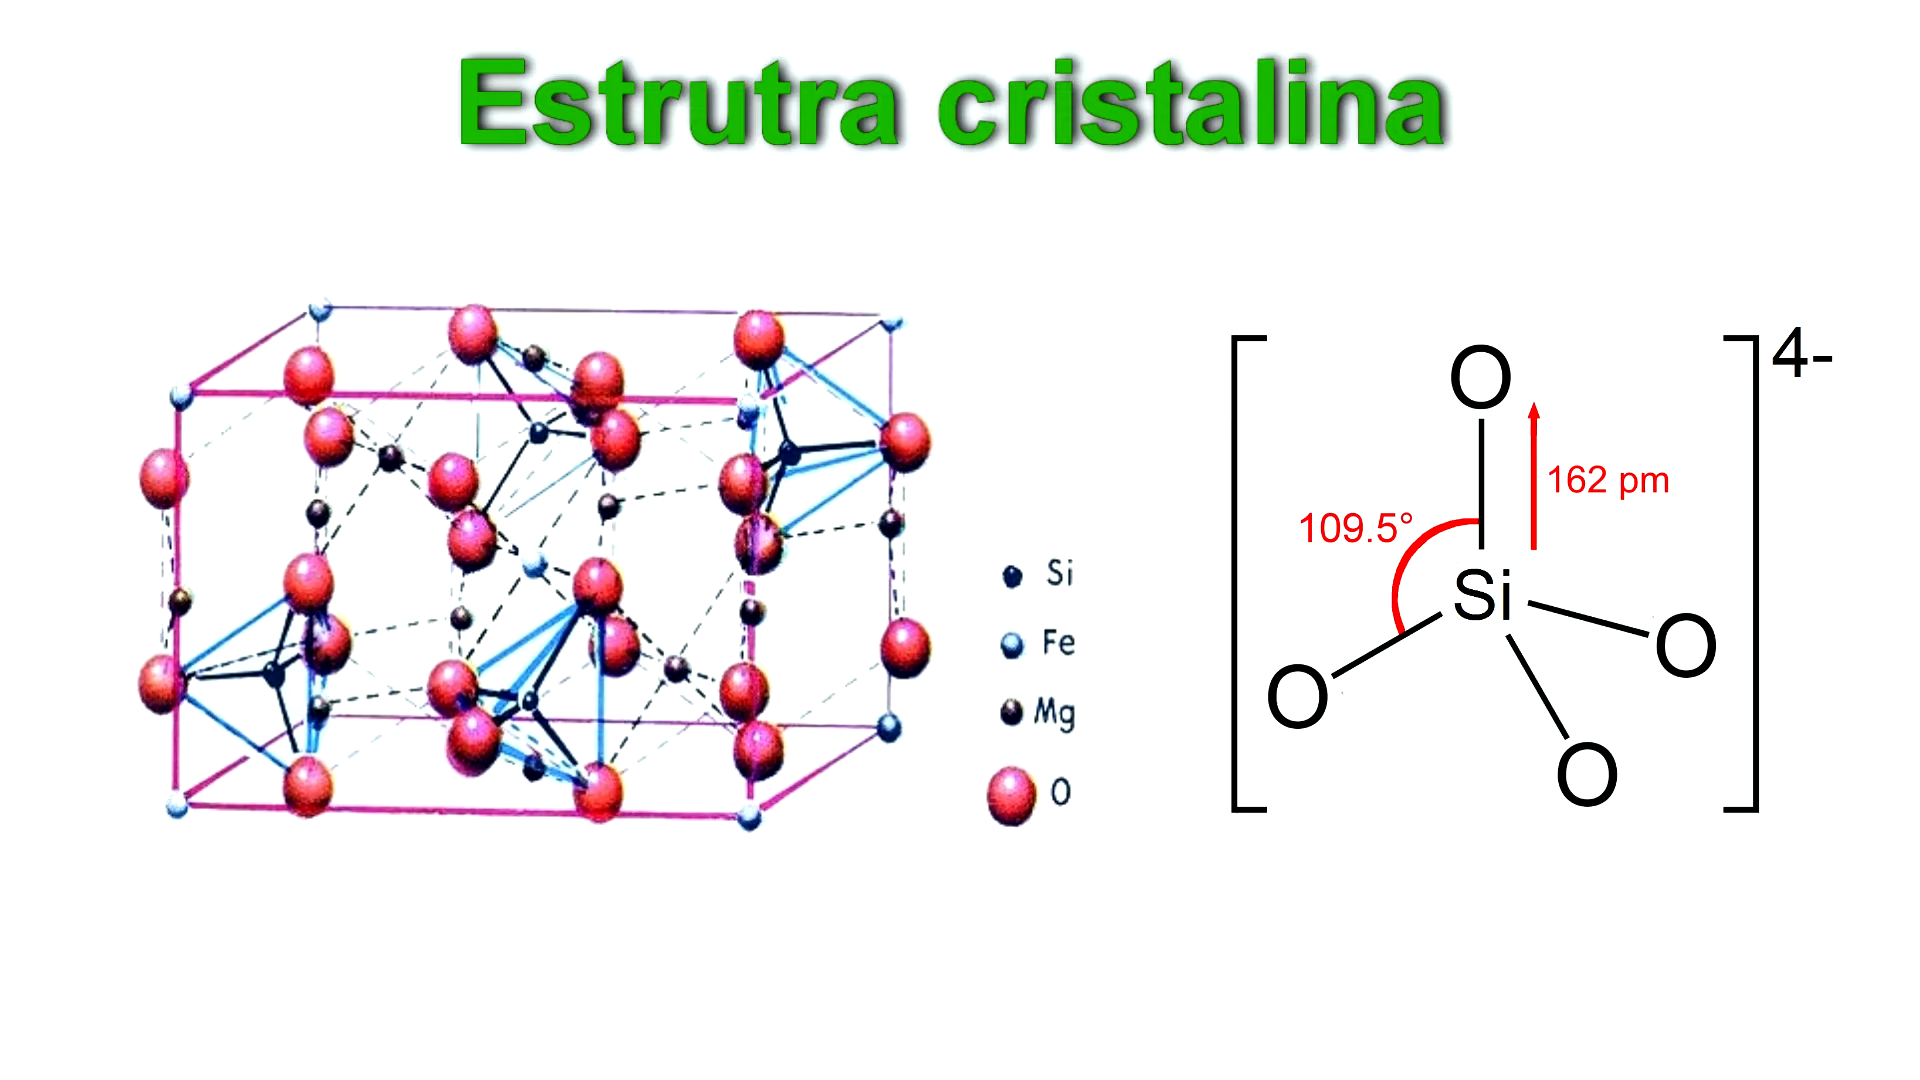 Estrutra cristalina
Si
Fe
Mg
O
4-
O
162 pm
109.5°
Si
O
O
O